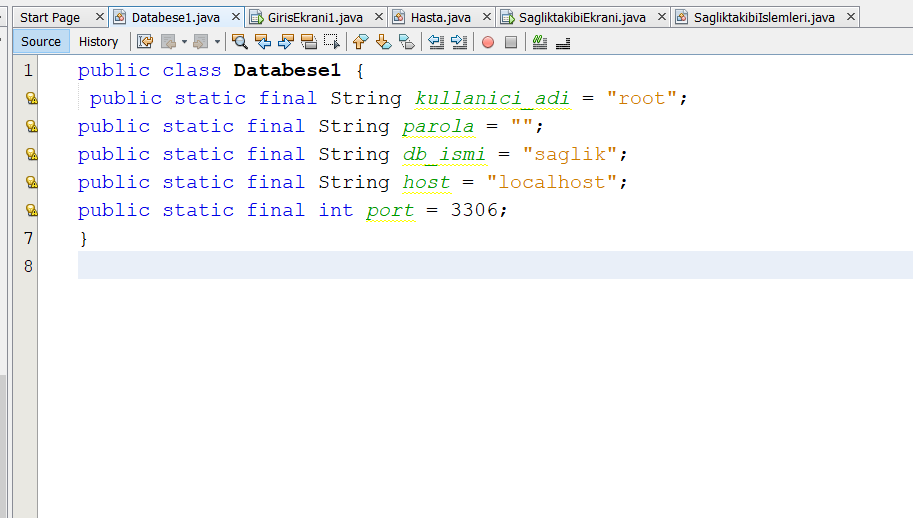 Start Page Databese1.java GirisEkrani1.java Hasta.java SagliktakibiEkrani.java SagliktakibiIslemleri.java
Source History
1 public class Databese1 {
public static final String kullanici_adi = "root";
public static final String parola = "";
public static final String db_ismi = "saglik";
public static final String host = "localhost";
public static final int port = 3306;
7 }
8